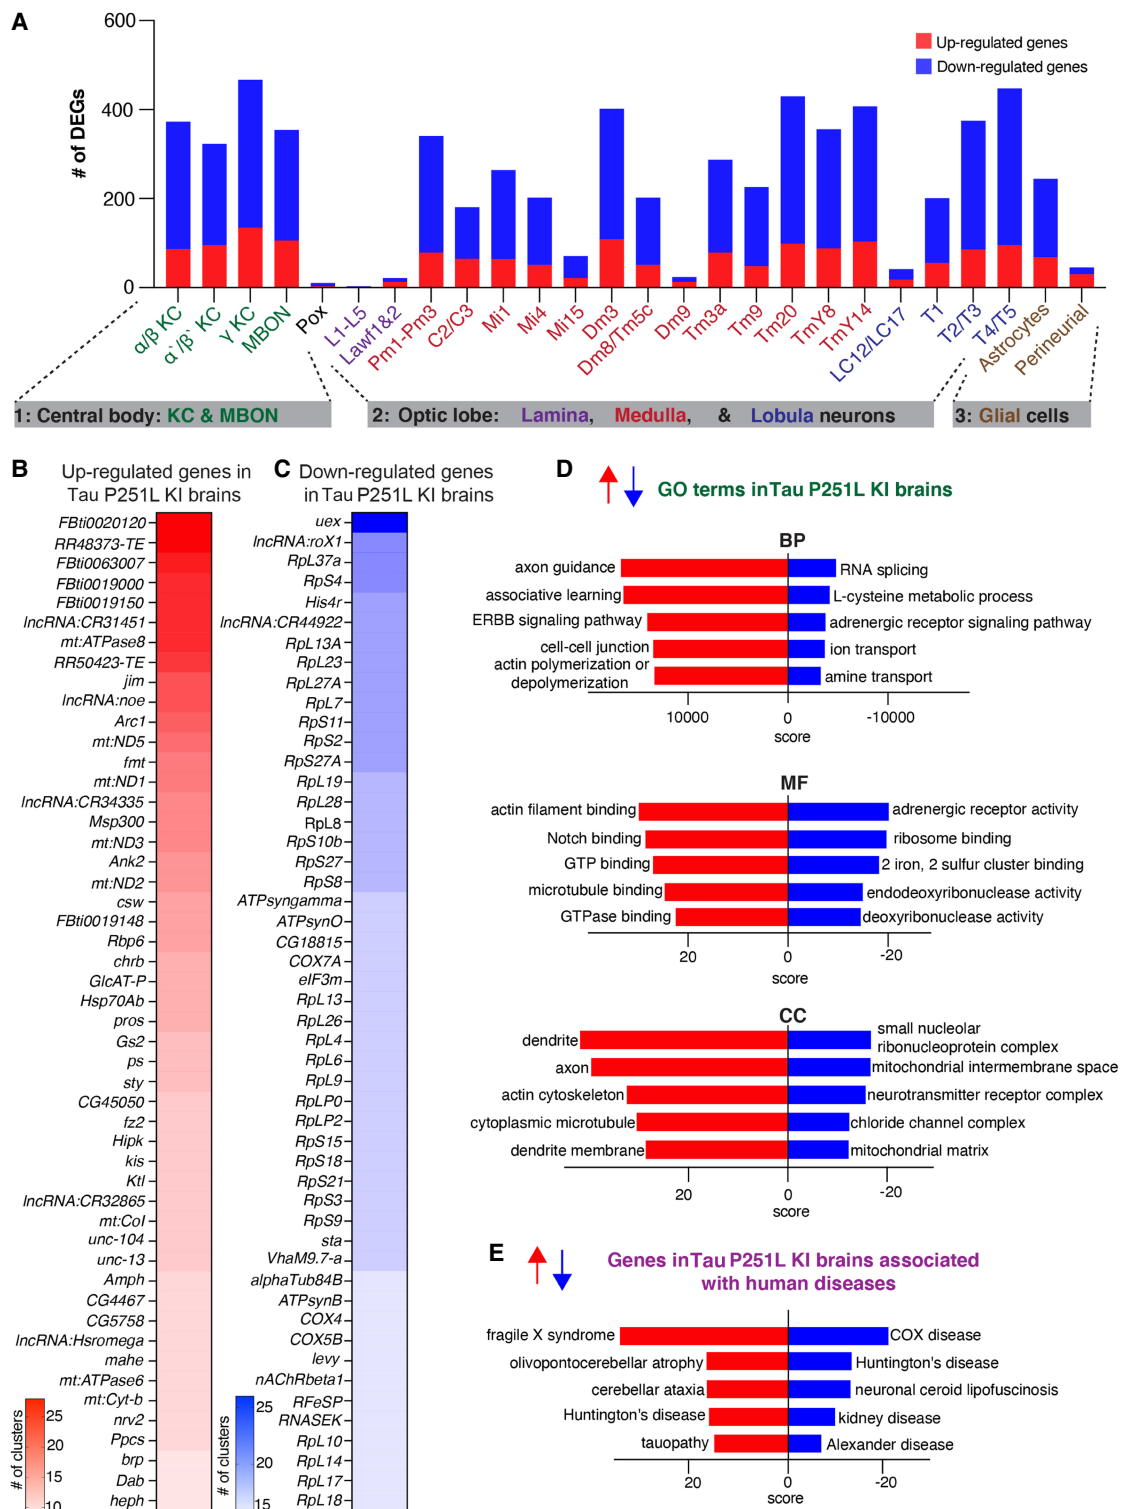 A
600
400
200
0
# of DEGs
Up-regulated genes
Down-regulated genes
α/β KC
α`/β` KC
γ KC
MBON
Pox
L1-L5
Lawf1&2
Pm1-Pm3
C2/C3
Mi1
Mi4
Mi15
Dm3
Dm8/Tm5c
Dm9
Tm3a
Tm9
Tm20
TmY8
TmY14
LC12/LC17
T1
T2/T3
T4/T5
Astrocytes
Perineurial
1: Central body: KC & MBON
2: Optic lobe: Lamina, Medulla, & Lobula neurons
3: Glial cells
B
Up-regulated genes in
Tau P251L KI brains
FBti0020120
RR48373-TE
FBti0063007
FBti0019000
FBti0019150
lncRNA:CR31451
mt:ATPase8
RR50423-TE
jim
lncRNA:noe
Arc1
mt:ND5
fmt
mt:ND1
lncRNA:CR34335
Msp300
mt:ND3
Ank2
mt:ND2
csw
FBti0019148
Rbp6
chrb
GlcAT-P
Hsp70Ab
pros
Gs2
ps
sty
CG45050
fz2
Hipk
kis
Ktl
lncRNA:CR32865
mt:CoI
unc-104
unc-13
Amph
CG4467
CG5758
lncRNA:Hsromega
mahe
mt:ATPase6
mt:Cyt-b
nrv2
Ppcs
brp
Dab
heph
# of clusters
25
20
15
10
C
Down-regulated genes
in Tau P251L KI brains
uex
lncRNA:roX1
RpL37a
RpS4
His4r
lncRNA:CR44922
RpL13A
RpL23
RpL27A
RpL7
RpS11
RpS2
RpS27A
RpL19
RpL28
RpL8
RpS10b
RpS27
RpS8
ATPsyngamma
ATPsynO
CG18815
COX7A
eIF3m
RpL13
RpL26
RpL4
RpL6
RpL9
RpLP0
RpLP2
RpS15
RpS18
RpS21
RpS3
RpS9
sta
VhaM9.7-a
alphaTub84B
ATPsynB
COX4
COX5B
levy
nAChRbeta1
RFeSP
RNASEK
RpL10
RpL14
RpL17
RpL18
# of clusters
25
20
15
D
GO terms inTau P251L KI brains
BP
axon guidance
RNA splicing
associative learning
L-cysteine metabolic process
ERBB signaling pathway
adrenergic receptor signaling pathway
cell-cell junction
ion transport
actin polymerization or
depolymerization
amine transport
10000
0
-10000
score
MF
actin filament binding
adrenergic receptor activity
Notch binding
ribosome binding
GTP binding
2 iron, 2 sulfur cluster binding
microtubule binding
endodeoxyribonuclease activity
GTPase binding
deoxyribonuclease activity
20
0
-20
score
CC
dendrite
small nucleolar
ribonucleoprotein complex
axon
mitochondrial intermembrane space
actin cytoskeleton
neurotransmitter receptor complex
cytoplasmic microtubule
chloride channel complex
dendrite membrane
mitochondrial matrix
20
0
-20
score
E
Genes inTau P251L KI brains associated
with human diseases
fragile X syndrome
COX disease
olivopontocerebellar atrophy
Huntington's disease
cerebellar ataxia
neuronal ceroid lipofuscinosis
Huntington's disease
kidney disease
tauopathy
Alexander disease
20
0
-20
score